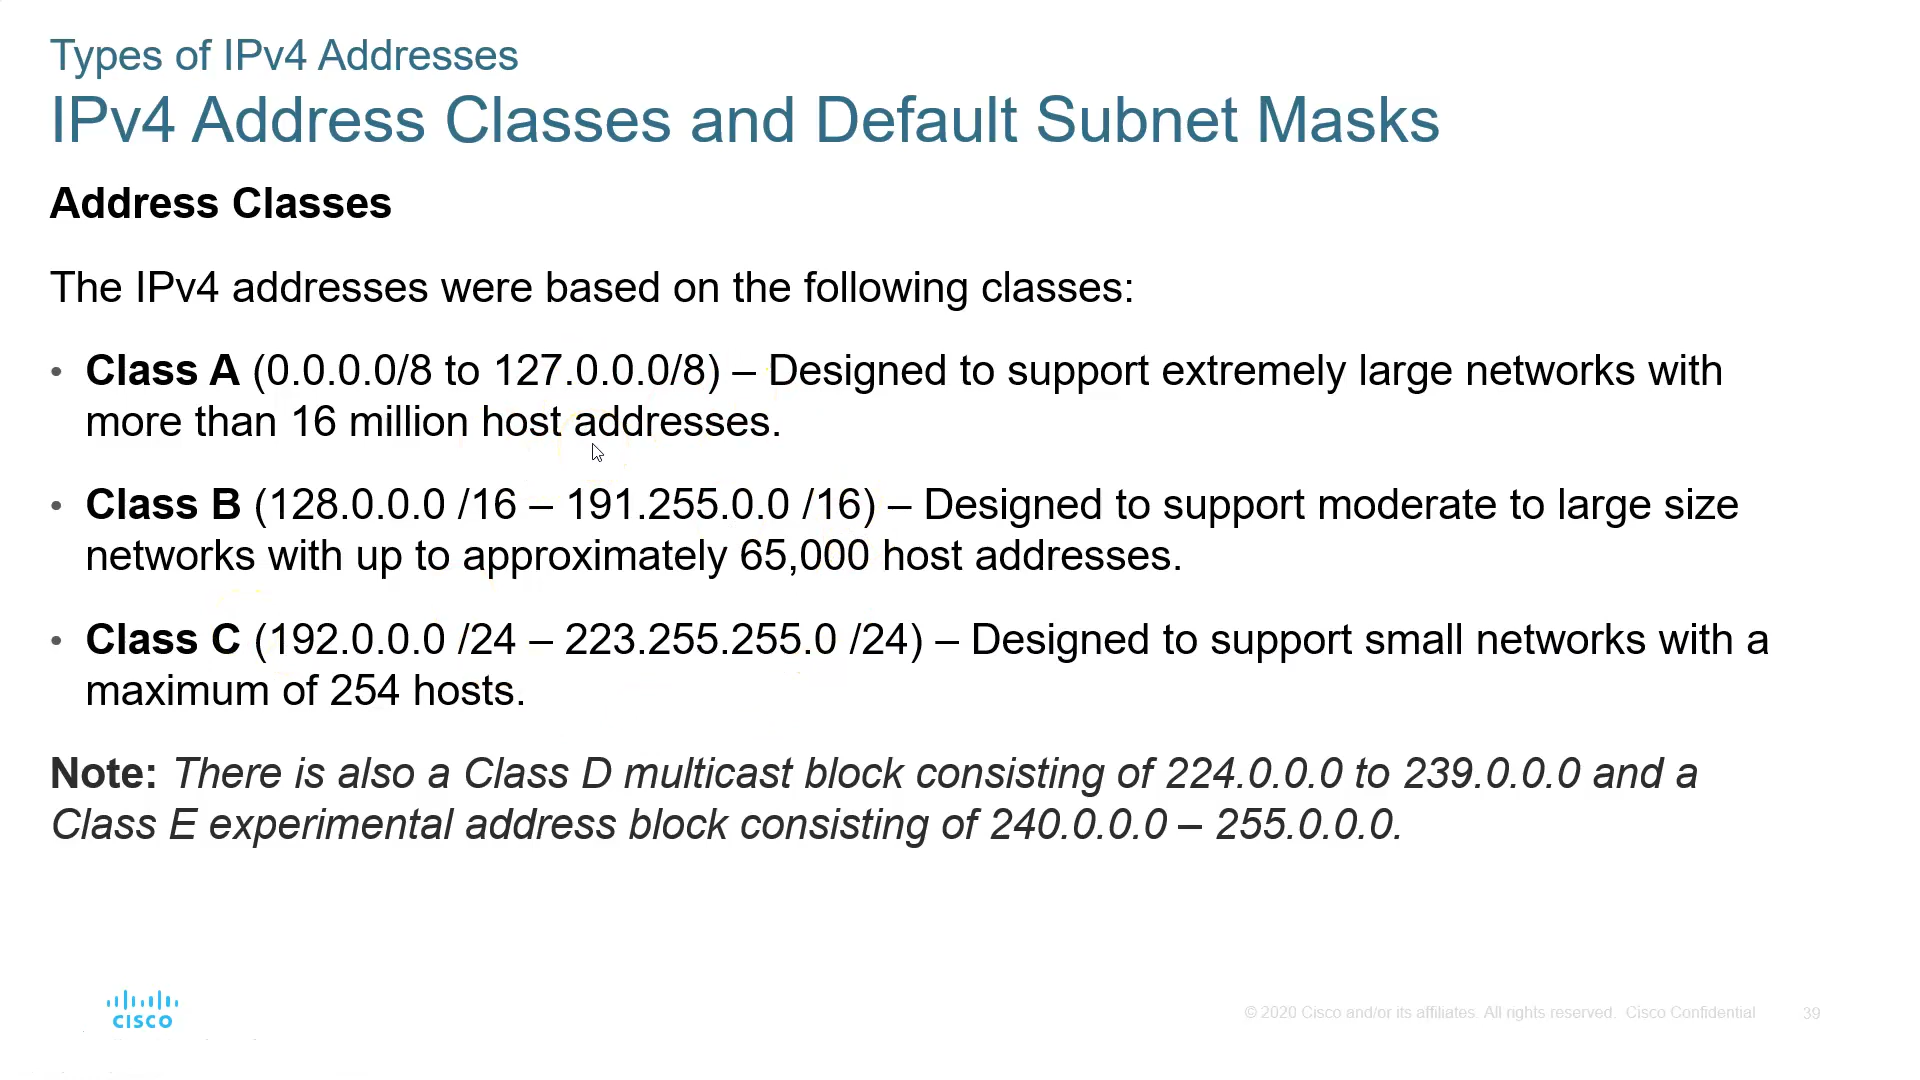 Types of IPv4 Addresses
IPv4 Address Classes and Default Subnet Masks
Address Classes
The IPv4 addresses were based on the following classes:
• Class A (0.0.0.0/8 to 127.0.0.0/8) – Designed to support extremely large networks with
more than 16 million host addresses.
• Class B (128.0.0.0 /16 – 191.255.0.0 /16) – Designed to support moderate to large size
networks with up to approximately 65,000 host addresses.
• Class C (192.0.0.0 /24 – 223.255.255.0 /24) – Designed to support small networks with a
maximum of 254 hosts.
Note: There is also a Class D multicast block consisting of 224.0.0.0 to 239.0.0.0 and a
Class E experimental address block consisting of 240.0.0.0 – 255.0.0.0.
CISCO
© 2020 Cisco and/or its affiliates. All rights reserved. Cisco Confidential 39